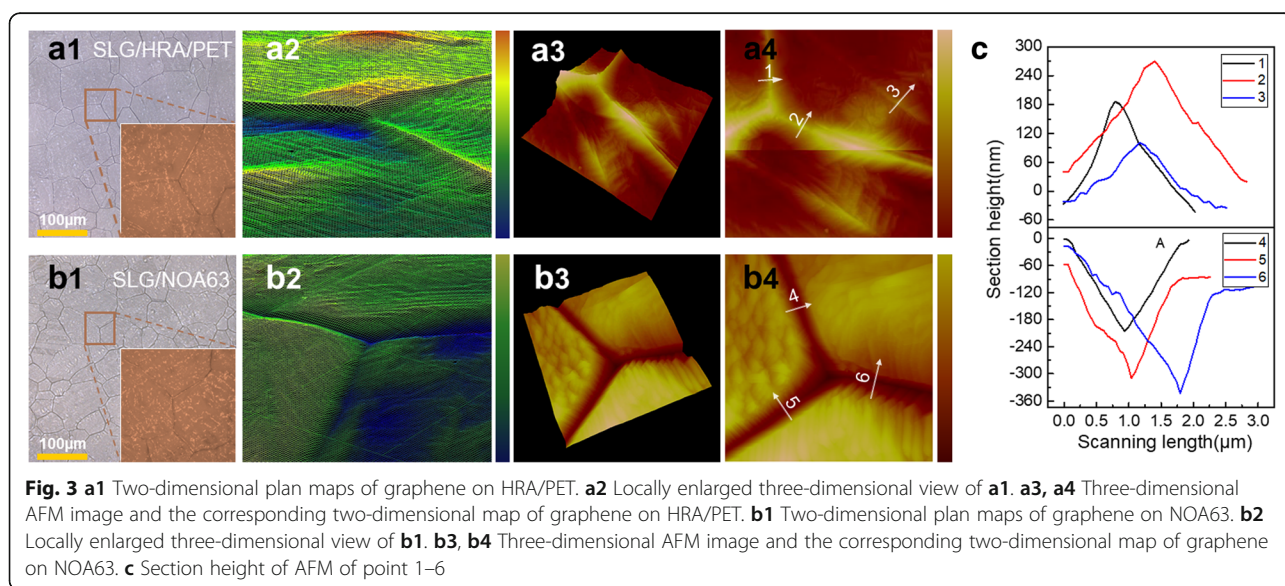 a1 SLG/HRA/PET
100μm
a2
a3
a4
1
2
3
b1 SLG/NOA63
100μm
b2
b3
b4
4
5
6
c
Section height(nm)
300
240
180
120
60
0
-60
1
2
3
0
-60
-120
-180
-240
-300
-360
A
4
5
6
0.0 0.5 1.0 1.5 2.0 2.5 3.0
Scanning length(μm)
Fig. 3 a1 Two-dimensional plan maps of graphene on HRA/PET. a2 Locally enlarged three-dimensional view of a1. a3, a4 Three-dimensional
AFM image and the corresponding two-dimensional map of graphene on HRA/PET. b1 Two-dimensional plan maps of graphene on NOA63. b2
Locally enlarged three-dimensional view of b1. b3, b4 Three-dimensional AFM image and the corresponding two-dimensional map of graphene
on NOA63. c Section height of AFM of point 1–6